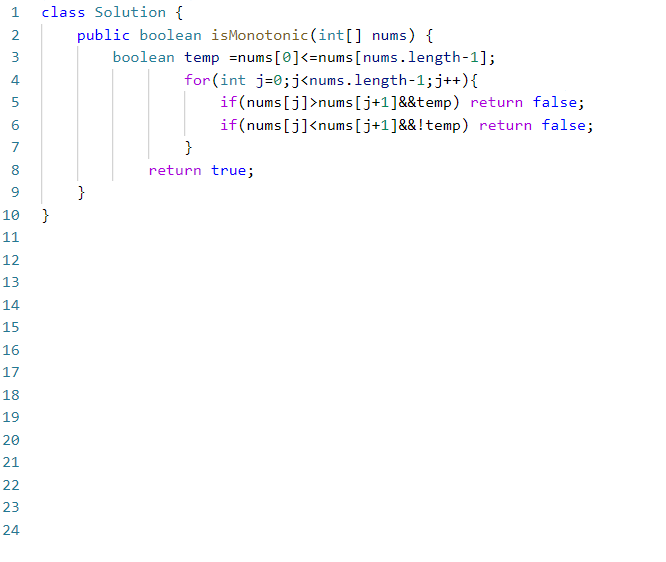 1 class Solution {
2 public boolean isMonotonic(int[] nums) {
3 boolean temp =nums[0]<=nums[nums.length-1];
4 for(int j=0;j<nums.length-1;j++){
5 if(nums[j]>nums[j+1]&&temp) return false;
6 if(nums[j]<nums[j+1]&&!temp) return false;
7 }
8 return true;
9 }
10 }
11
12
13
14
15
16
17
18
19
20
21
22
23
24